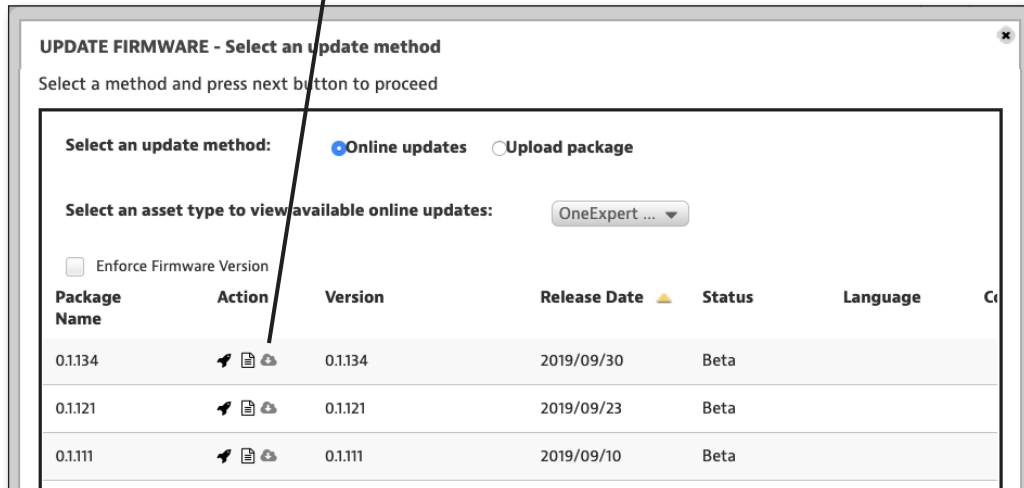 UPDATE FIRMWARE - Select an update method
Select a method and press next button to proceed
Select an update method: Online updates Upload package
Select an asset type to view available online updates: OneExpert ...
Enforce Firmware Version
Package Name Action Version Release Date Status Language
0.1.134 0.1.134 2019/09/30 Beta
0.1.121 0.1.121 2019/09/23 Beta
0.1.111 0.1.111 2019/09/10 Beta